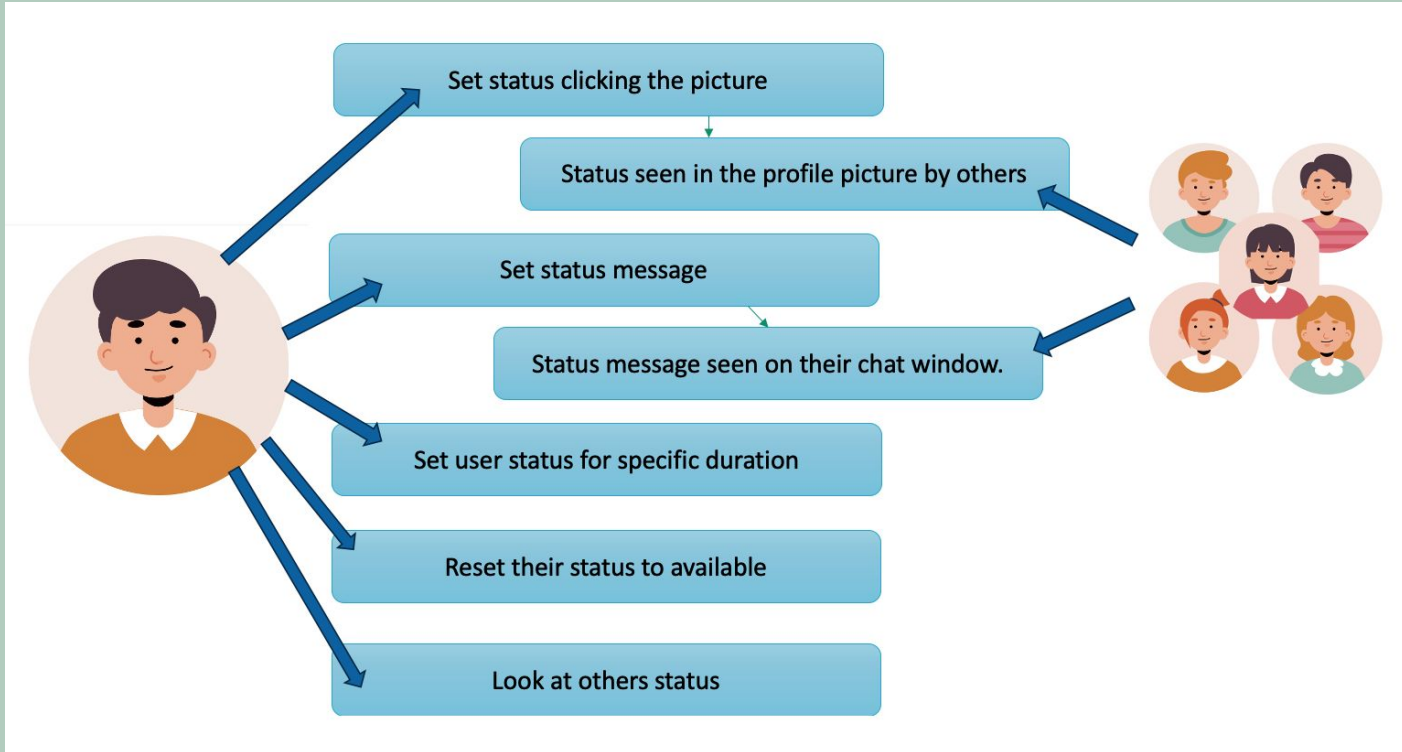 Set status clicking the picture
Status seen in the profile picture by others
Set status message
Status message seen on their chat window.
Set user status for specific duration
Reset their status to available
Look at others status